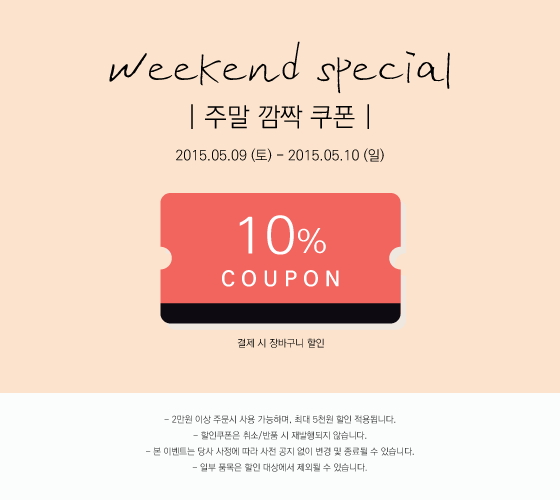 weekend special
| 주말 깜짝 쿠폰 |
2015.05.09 (토) - 2015.05.10 (일)
10%
COUPON
결제 시 장바구니 할인
- 2만원 이상 주문시 사용 가능하며, 최대 5천원 할인 적용됩니다.
- 할인쿠폰은 취소/반품 시 재발행되지 않습니다.
- 본 이벤트는 당사 사정에 따라 사전 공지 없이 변경 및 종료될 수 있습니다.
- 일부 품목은 할인 대상에서 제외될 수 있습니다.